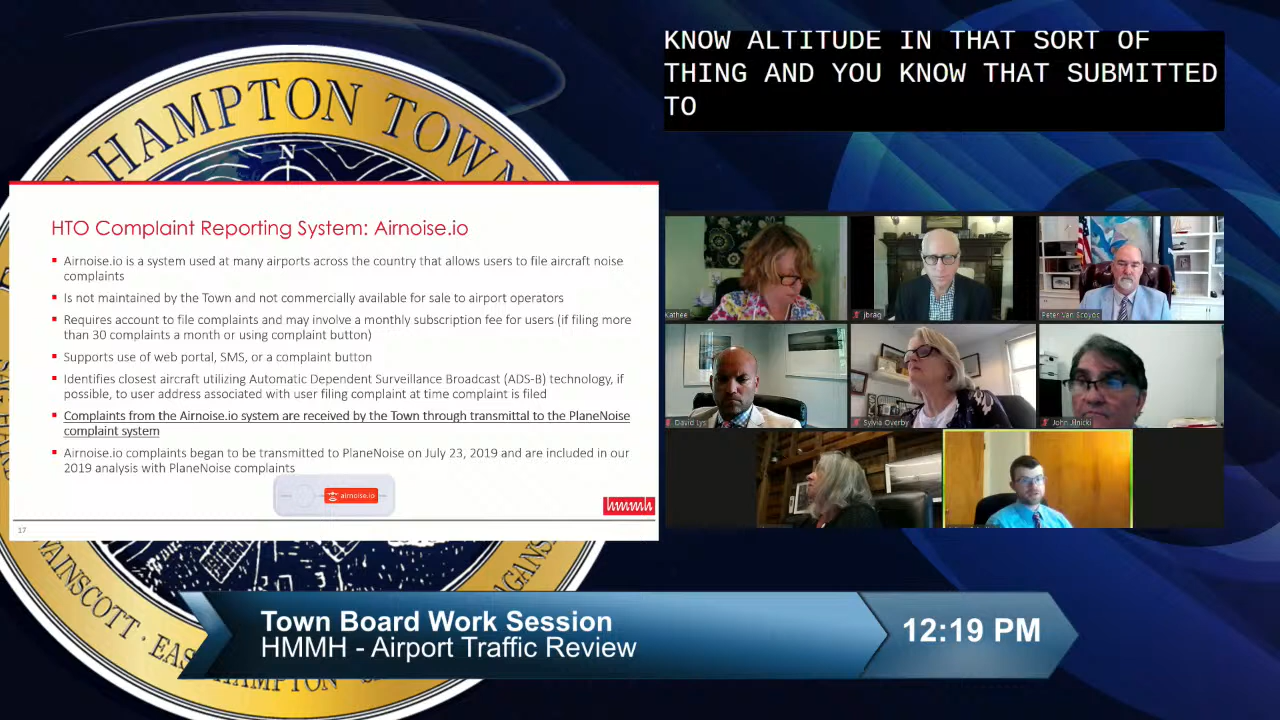 KNOW ALTITUDE IN THAT SORT OF
THING AND YOU KNOW THAT SUBMITTED
TO
HAMPTON TOWN
N
HTO Complaint Reporting System: Airnoise.io
Airnoise.io is a system used at many airports across the country that allows users to file aircraft noise
complaints
Is not maintained by the Town and not commercially available for sale to airport operators
Requires account to file complaints and may involve a monthly subscription fee for users (if filing more
than 30 complaints a month or using complaint button)
Supports use of web portal, SMS, or a complaint button
Identifies closest aircraft utilizing Automatic Dependent Surveillance Broadcast (ADS-B) technology, if
possible, to user address associated with user filing complaint at time complaint is filed
Complaints from the Airnoise.io system are received by the Town through transmittal to the PlaneNoise
complaint system
Airnoise.io complaints began to be transmitted to PlaneNoise on July 23, 2019 and are included in our
2019 analysis with PlaneNoise complaints
airnoise.io
hmmh
17
Kathee
jbrag
Peter Van Scoyoc
David Lys
Sylvia Overby
John Jilnicki
WAINSCOTT · EAS
HAMPTON
Town Board Work Session
HMMH - Airport Traffic Review
12:19 PM